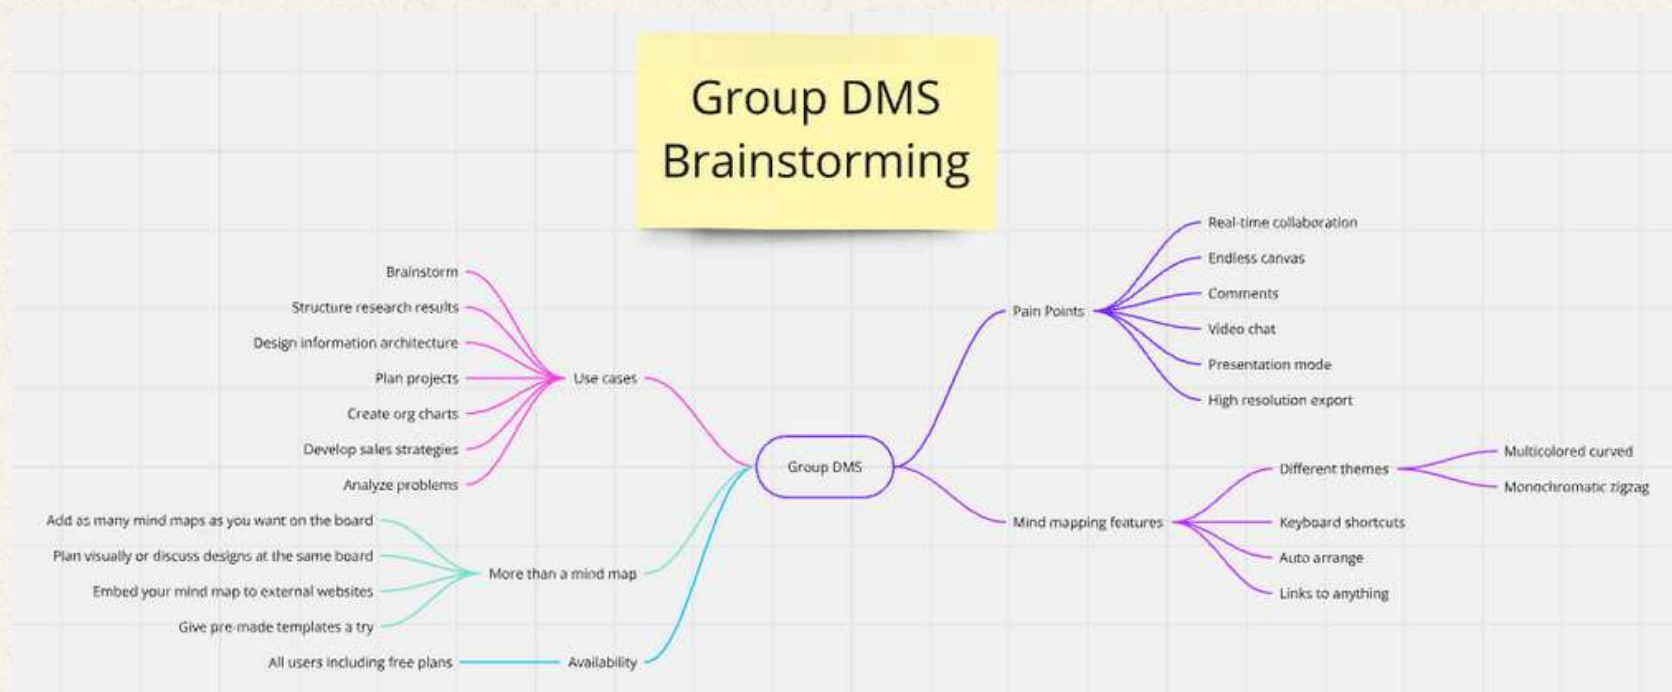 Group DMS
Brainstorming
Brainstorm
Structure research results
Design information architecture
Plan projects
Create org charts
Develop sales strategies
Analyze problems
Use cases
Add as many mind maps as you want on the board
Plan visually or discuss designs at the same board
Embed your mind map to external websites
Give pre-made templates a try
More than a mind map
All users including free plans
Availability
Group DMS
Pain Points
Real-time collaboration
Endless canvas
Comments
Video chat
Presentation mode
High resolution export
Mind mapping features
Different themes
Multicolored curved
Monochromatic zigzag
Keyboard shortcuts
Auto arrange
Links to anything